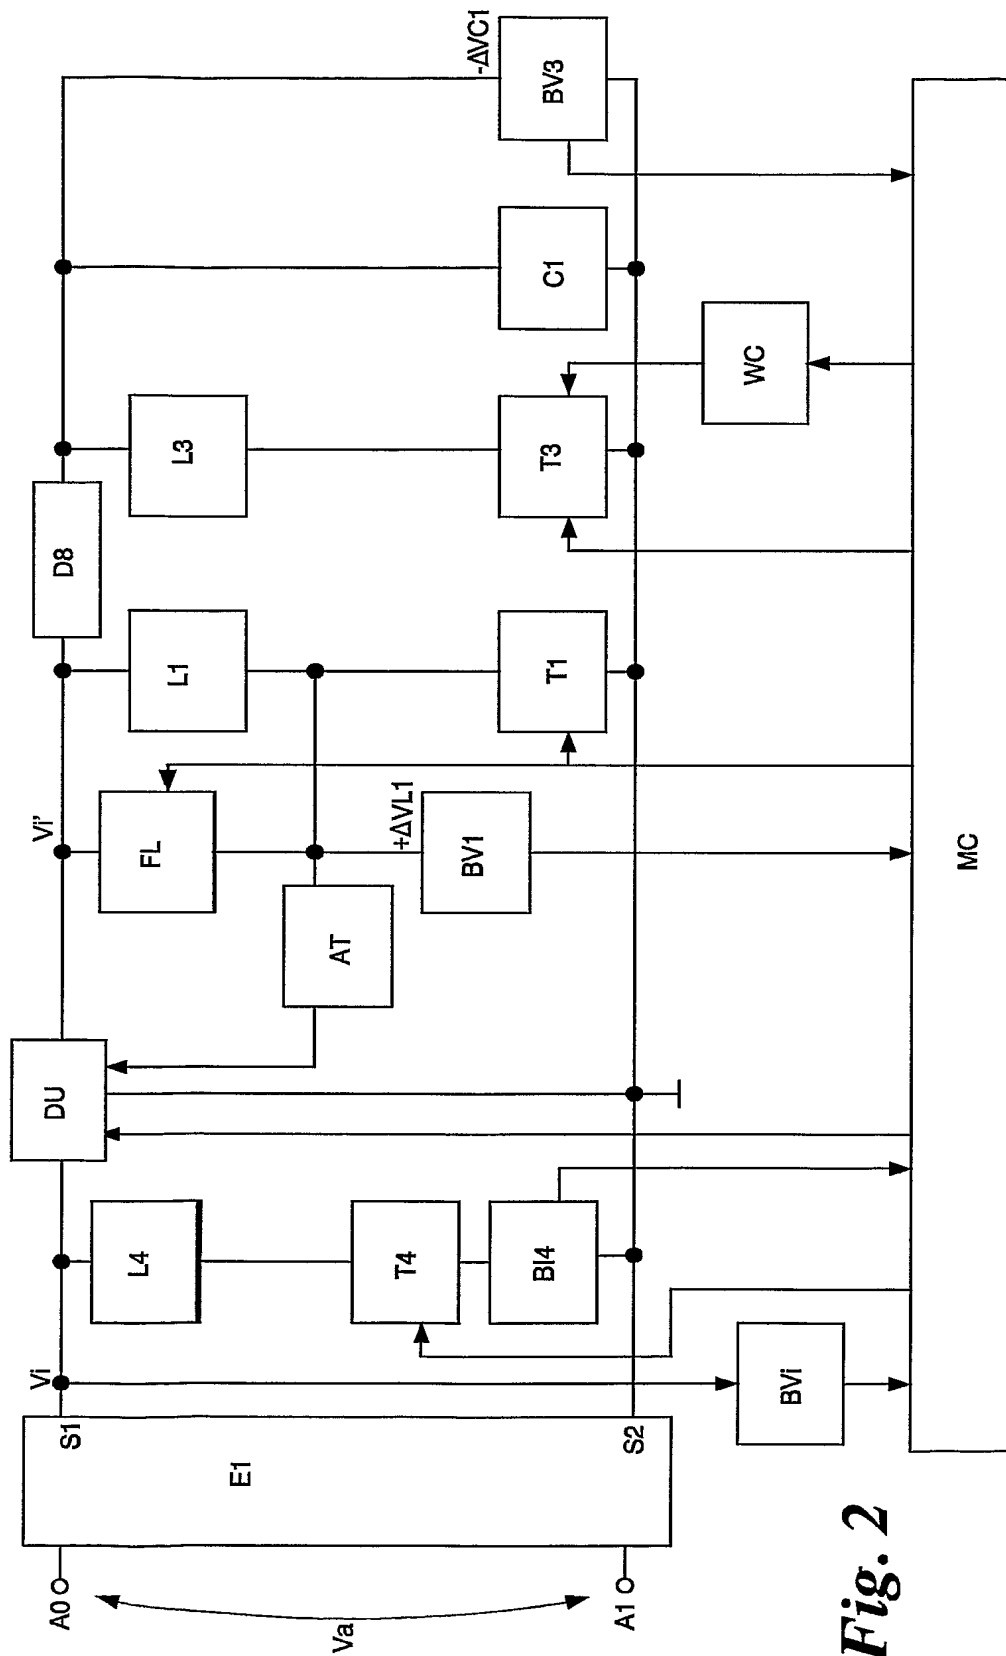 A0
Va
A1
E1
S1
S2
Vi
L4
T4
BI4
BVi
DU
AT
Vi'
FL
+ΔVL1
BV1
L1
T1
D8
L3
T3
WC
C1
-ΔVC1
BV3
MC
Fig. 2